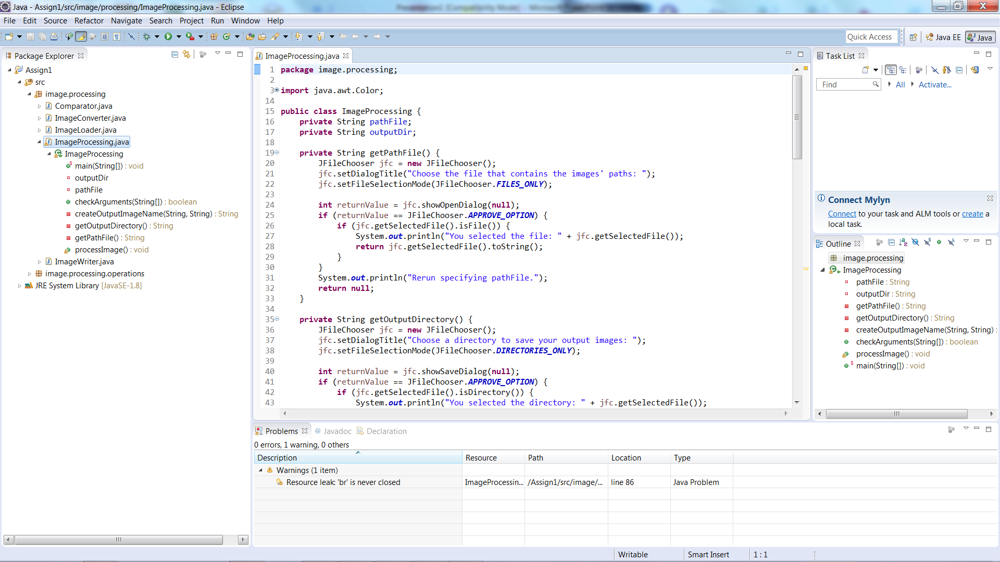 Java - Assign1/src/image/processing/ImageProcessing.java - Eclipse
File Edit Source Refactor Navigate Search Project Run Window Help
Quick Access
Java EE
Java
Package Explorer
Assign1
src
image.processing
Comparator.java
ImageConverter.java
ImageLoader.java
ImageProcessing.java
ImageProcessing
main(String[]) : void
outputDir
pathFile
checkArguments(String[]) : boolean
createOutputImageName(String, String) : String
getOutputDirectory() : String
getPathFile() : String
processImage() : void
ImageWriter.java
image.processing.operations
JRE System Library [JavaSE-1.8]
ImageProcessing.java
1 package image.processing;
2
3 import java.awt.Color;
14
15 public class ImageProcessing {
16 private String pathFile;
17 private String outputDir;
18
19 private String getPathFile() {
20 JFileChooser jfc = new JFileChooser();
21 jfc.setDialogTitle("Choose the file that contains the images' paths: ");
22 jfc.setFileSelectionMode(JFileChooser.FILES_ONLY);
23
24 int returnValue = jfc.showOpenDialog(null);
25 if (returnValue == JFileChooser.APPROVE_OPTION) {
26 if (jfc.getSelectedFile().isFile()) {
27 System.out.println("You selected the file: " + jfc.getSelectedFile());
28 return jfc.getSelectedFile().toString();
29 }
30 }
31 System.out.println("Rerun specifying pathFile.");
32 return null;
33 }
34
35 private String getOutputDirectory() {
36 JFileChooser jfc = new JFileChooser();
37 jfc.setDialogTitle("Choose a directory to save your output images: ");
38 jfc.setFileSelectionMode(JFileChooser.DIRECTORIES_ONLY);
39
40 int returnValue = jfc.showSaveDialog(null);
41 if (returnValue == JFileChooser.APPROVE_OPTION) {
42 if (jfc.getSelectedFile().isDirectory()) {
43 System.out.println("You selected the directory: " + jfc.getSelectedFile());
Task List
Find
All
Activate...
Connect Mylyn
Connect to your task and ALM tools or create a
local task.
Outline
image.processing
ImageProcessing
pathFile : String
outputDir : String
getPathFile() : String
getOutputDirectory() : String
createOutputImageName(String, String) :
checkArguments(String[]) : boolean
processImage() : void
main(String[]) : void
Problems
@ Javadoc
Declaration
0 errors, 1 warning, 0 others
Description Resource Path Location Type
Warnings (1 item)
Resource leak: 'br' is never closed ImageProcessin... /Assign1/src/image/... line 86 Java Problem
Writable Smart Insert 1 : 1